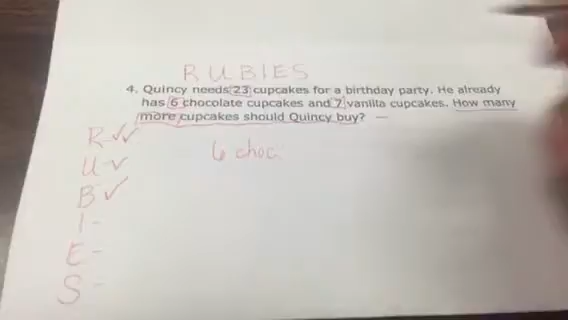 RUBIES
4. Quincy needs 23 cupcakes for a birthday party. He already
has 6 chocolate cupcakes and 7 vanilla cupcakes. How many
more cupcakes should Quincy buy?
R-✓✓
U-✓
B✓
I-
E-
S-
6 choc.